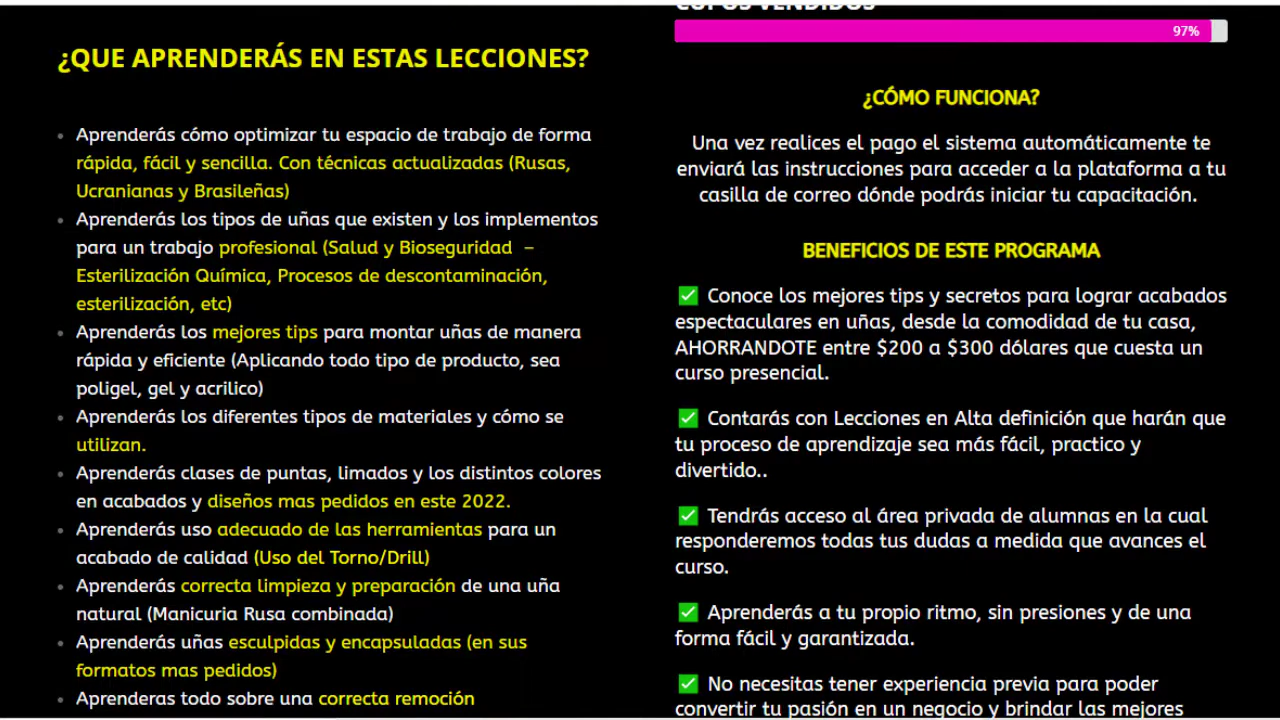 ¿QUE APRENDERÁS EN ESTAS LECCIONES?
Aprenderás cómo optimizar tu espacio de trabajo de forma
rápida, fácil y sencilla. Con técnicas actualizadas (Rusas,
Ucranianas y Brasileñas)
Aprenderás los tipos de uñas que existen y los implementos
para un trabajo profesional (Salud y Bioseguridad –
Esterilización Química, Procesos de descontaminación,
esterilización, etc)
Aprenderás los mejores tips para montar uñas de manera
rápida y eficiente (Aplicando todo tipo de producto, sea
poligel, gel y acrilico)
Aprenderás los diferentes tipos de materiales y cómo se
utilizan.
Aprenderás clases de puntas, limados y los distintos colores
en acabados y diseños mas pedidos en este 2022.
Aprenderás uso adecuado de las herramientas para un
acabado de calidad (Uso del Torno/Drill)
Aprenderás correcta limpieza y preparación de una uña
natural (Manicuria Rusa combinada)
Aprenderás uñas esculpidas y encapsuladas (en sus
formatos mas pedidos)
Aprenderas todo sobre una correcta remoción
CUPOS VENDIDOS
97%
¿CÓMO FUNCIONA?
Una vez realices el pago el sistema automáticamente te
enviará las instrucciones para acceder a la plataforma a tu
casilla de correo dónde podrás iniciar tu capacitación.
BENEFICIOS DE ESTE PROGRAMA
✅ Conoce los mejores tips y secretos para lograr acabados
espectaculares en uñas, desde la comodidad de tu casa,
AHORRANDOTE entre $200 a $300 dólares que cuesta un
curso presencial.
✅ Contarás con Lecciones en Alta definición que harán que
tu proceso de aprendizaje sea más fácil, practico y
divertido..
✅ Tendrás acceso al área privada de alumnas en la cual
responderemos todas tus dudas a medida que avances el
curso.
✅ Aprenderás a tu propio ritmo, sin presiones y de una
forma fácil y garantizada.
✅ No necesitas tener experiencia previa para poder
convertir tu pasión en un negocio y brindar las mejores